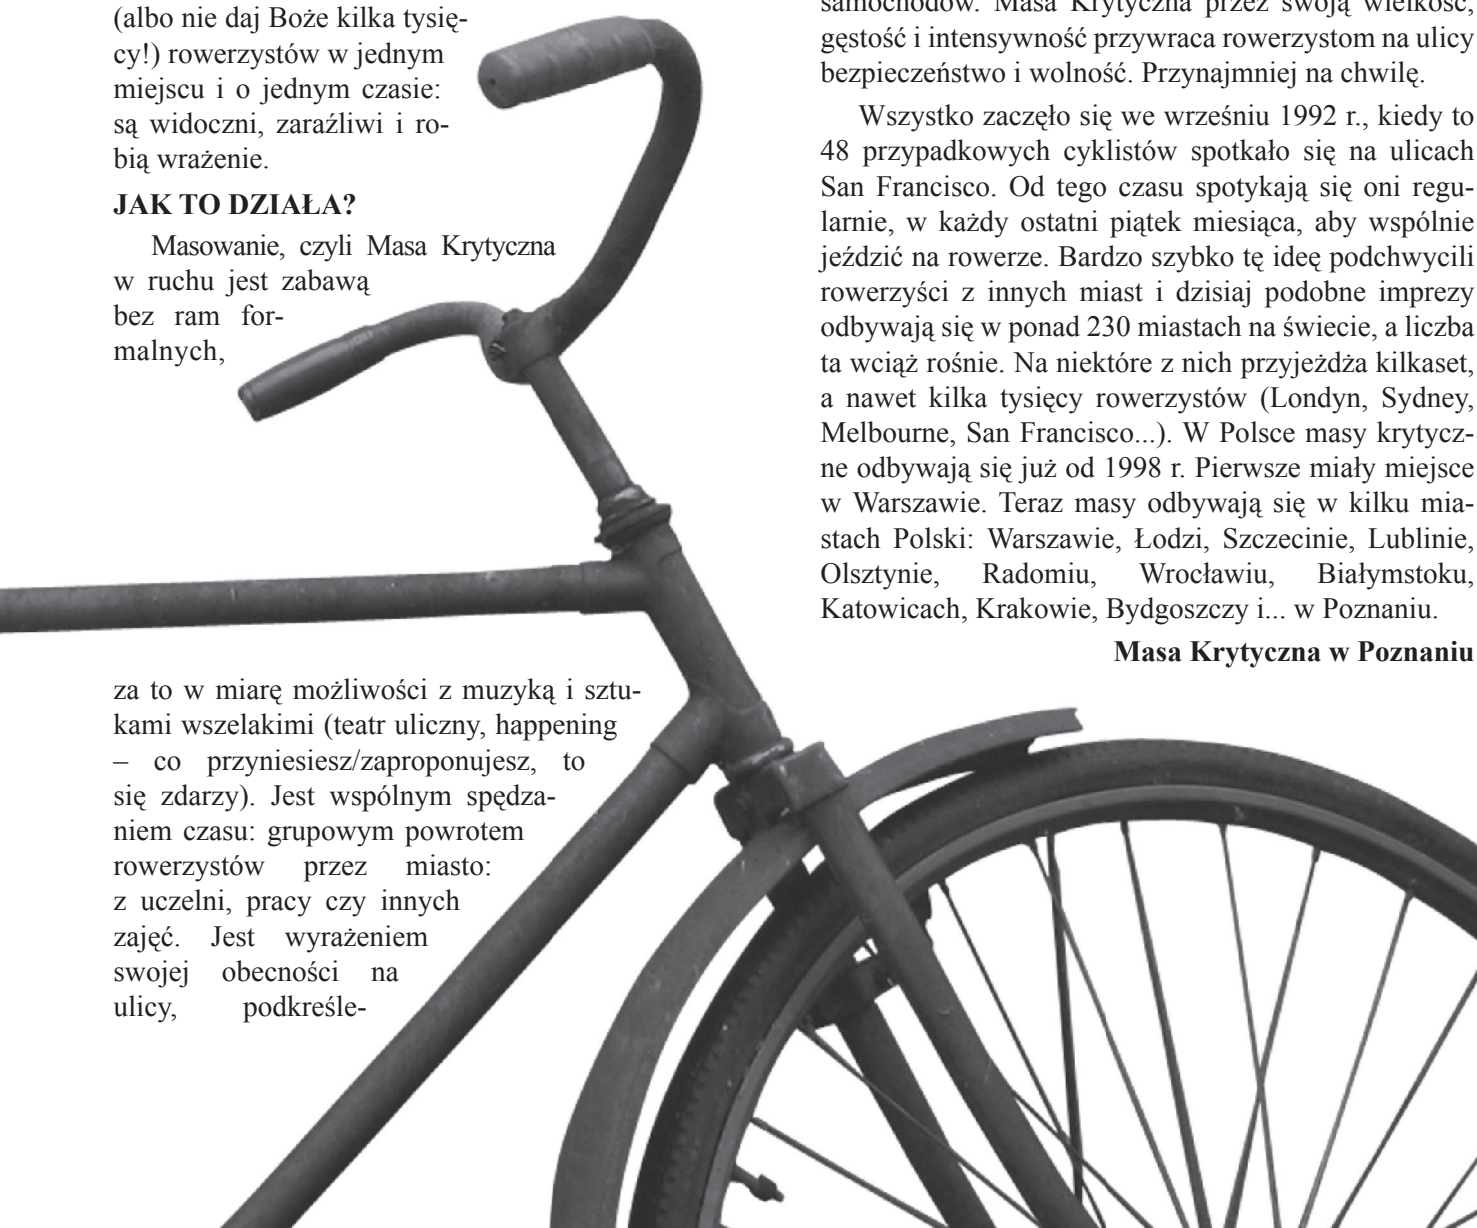 (albo nie daj Boże kilka tysię-
cy!) rowerzystów w jednym
miejscu i o jednym czasie:
są widoczni, zaraźliwi i ro-
bią wrażenie.
JAK TO DZIAŁA?
Masowanie, czyli Masa Krytyczna
w ruchu jest zabawą
bez ram for-
malnych,
za to w miarę możliwości z muzyką i sztu-
kami wszelakimi (teatr uliczny, happening
– co przyniesiesz/zaproponujesz, to
się zdarzy). Jest wspólnym spędza-
niem czasu: grupowym powrotem
rowerzystów przez miasto:
z uczelni, pracy czy innych
zajęć. Jest wyrażeniem
swojej obecności na
ulicy, podkreśle-
samochodów. Masa Krytyczna przez swoją wielkość,
gęstość i intensywność przywraca rowerzystom na ulicy
bezpieczeństwo i wolność. Przynajmniej na chwilę.
Wszystko zaczęło się we wrześniu 1992 r., kiedy to
48 przypadkowych cyklistów spotkało się na ulicach
San Francisco. Od tego czasu spotykają się oni regu-
larnie, w każdy ostatni piątek miesiąca, aby wspólnie
jeździć na rowerze. Bardzo szybko tę ideę podchwycili
rowerzyści z innych miast i dzisiaj podobne imprezy
odbywają się w ponad 230 miastach na świecie, a liczba
ta wciąż rośnie. Na niektóre z nich przyjeżdża kilkaset,
a nawet kilka tysięcy rowerzystów (Londyn, Sydney,
Melbourne, San Francisco...). W Polsce masy krytycz-
ne odbywają się już od 1998 r. Pierwsze miały miejsce
w Warszawie. Teraz masy odbywają się w kilku mia-
stach Polski: Warszawie, Łodzi, Szczecinie, Lublinie,
Olsztynie, Radomiu, Wrocławiu, Białymstoku,
Katowicach, Krakowie, Bydgoszczy i... w Poznaniu.
Masa Krytyczna w Poznaniu